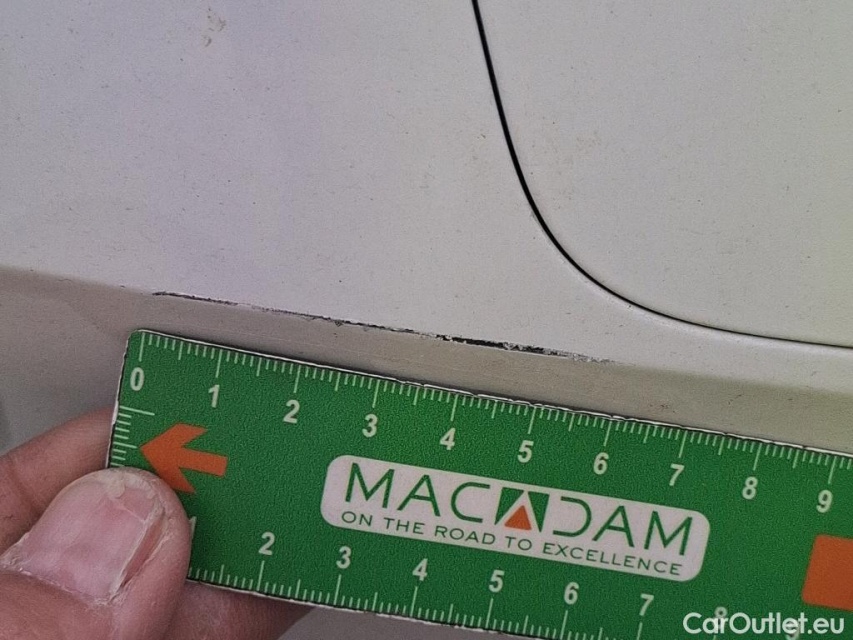 0 1 2 3 4 5 6 7 8 9
MACADAM
ON THE ROAD TO EXCELLENCE
2 3 4 5 6 7 8
CarOutlet.eu